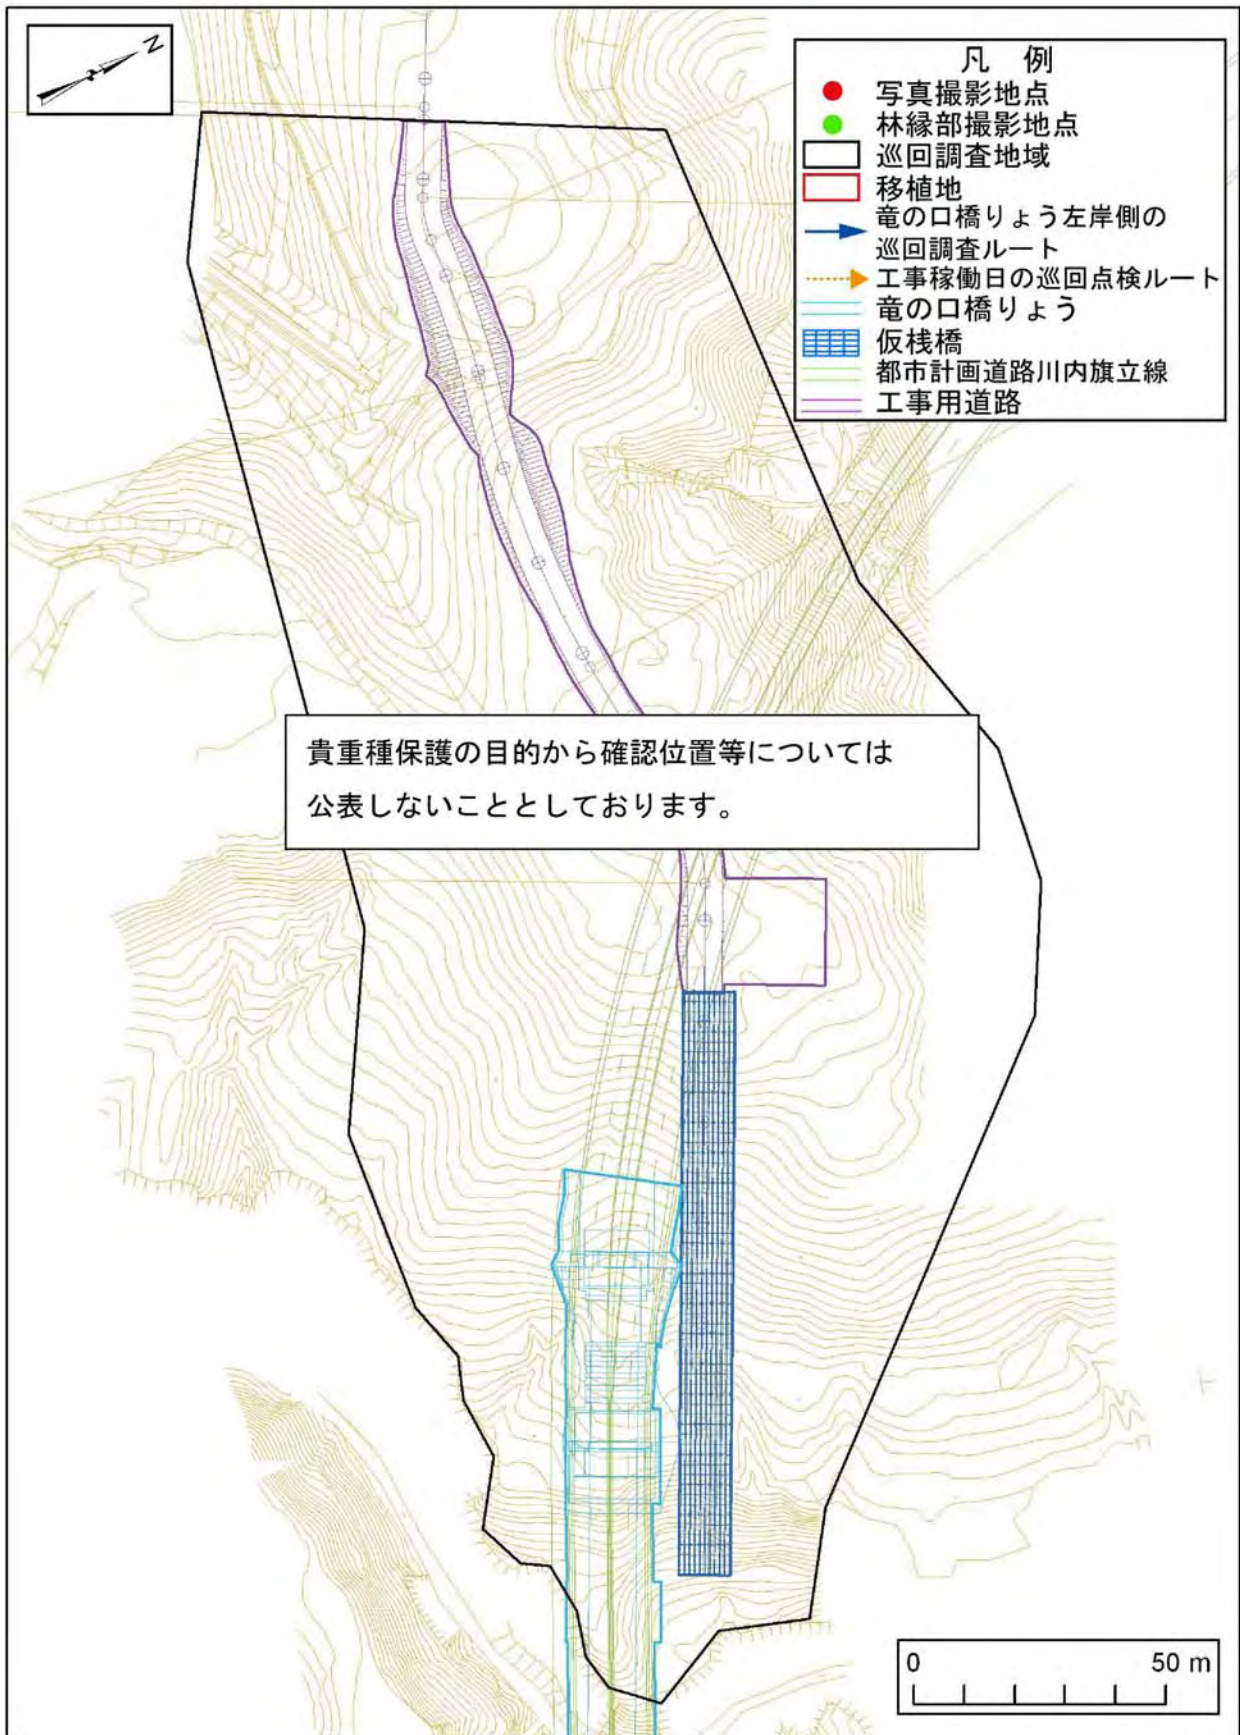 N
凡 例
写真撮影地点
林縁部撮影地点
巡回調査地域
移植地
竜の口橋りょう左岸側の
巡回調査ルート
工事稼働日の巡回点検ルート
竜の口橋りょう
仮桟橋
都市計画道路川内旗立線
工事用道路
貴重種保護の目的から確認位置等については
公表しないこととしております。
0 50 m